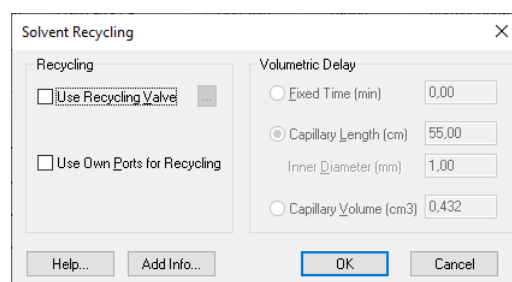 Solvent Recycling
Recycling
Use Recycling Valve
...
Use Own Ports for Recycling
Volumetric Delay
Fixed Time (min) 0,00
Capillary Length (cm) 55,00
Inner Diameter (mm) 1,00
Capillary Volume (cm3) 0,432
Help... Add Info... OK Cancel